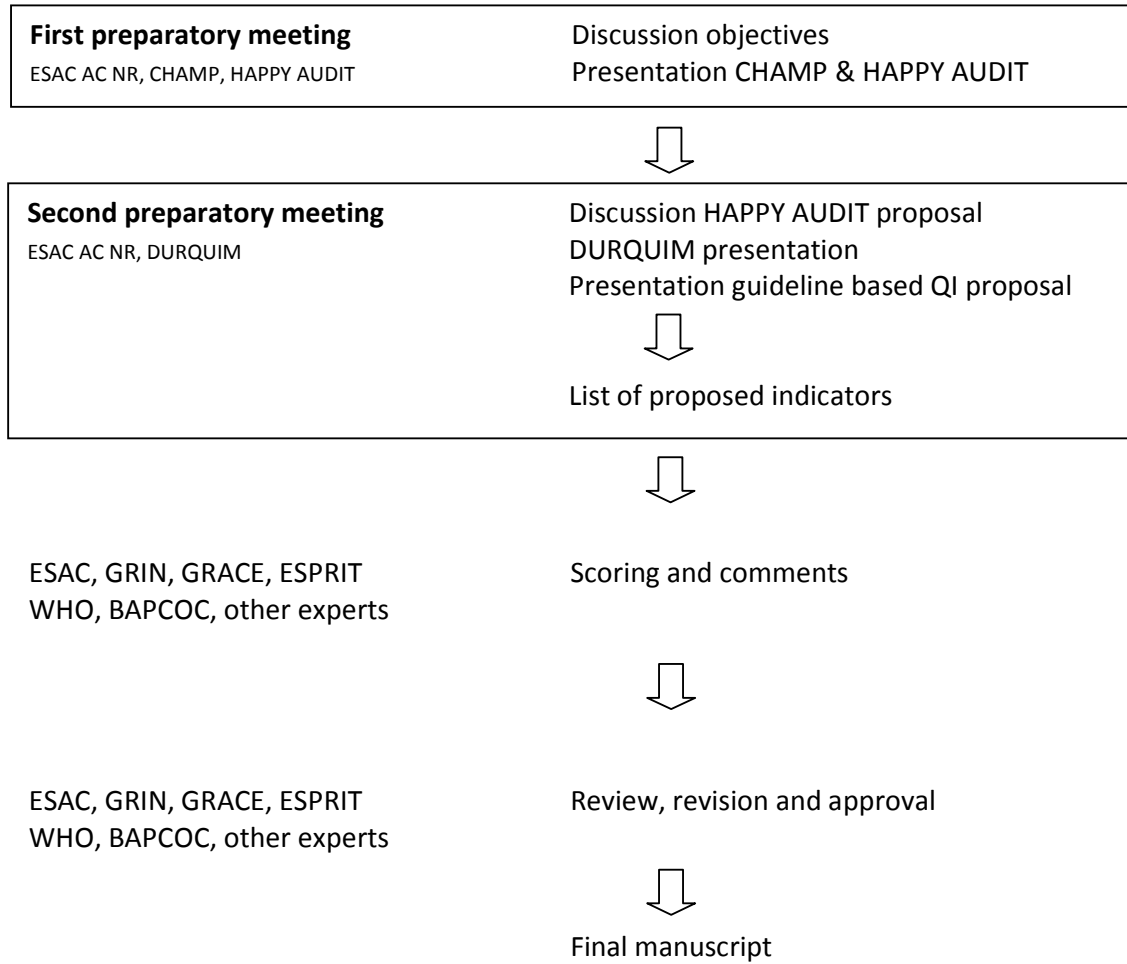 First preparatory meeting
ESAC AC NR, CHAMP, HAPPY AUDIT
Discussion objectives
Presentation CHAMP & HAPPY AUDIT
Second preparatory meeting
ESAC AC NR, DURQUIM
Discussion HAPPY AUDIT proposal
DURQUIM presentation
Presentation guideline based QI proposal
List of proposed indicators
ESAC, GRIN, GRACE, ESPRIT
WHO, BAPCOC, other experts
Scoring and comments
ESAC, GRIN, GRACE, ESPRIT
WHO, BAPCOC, other experts
Review, revision and approval
Final manuscript